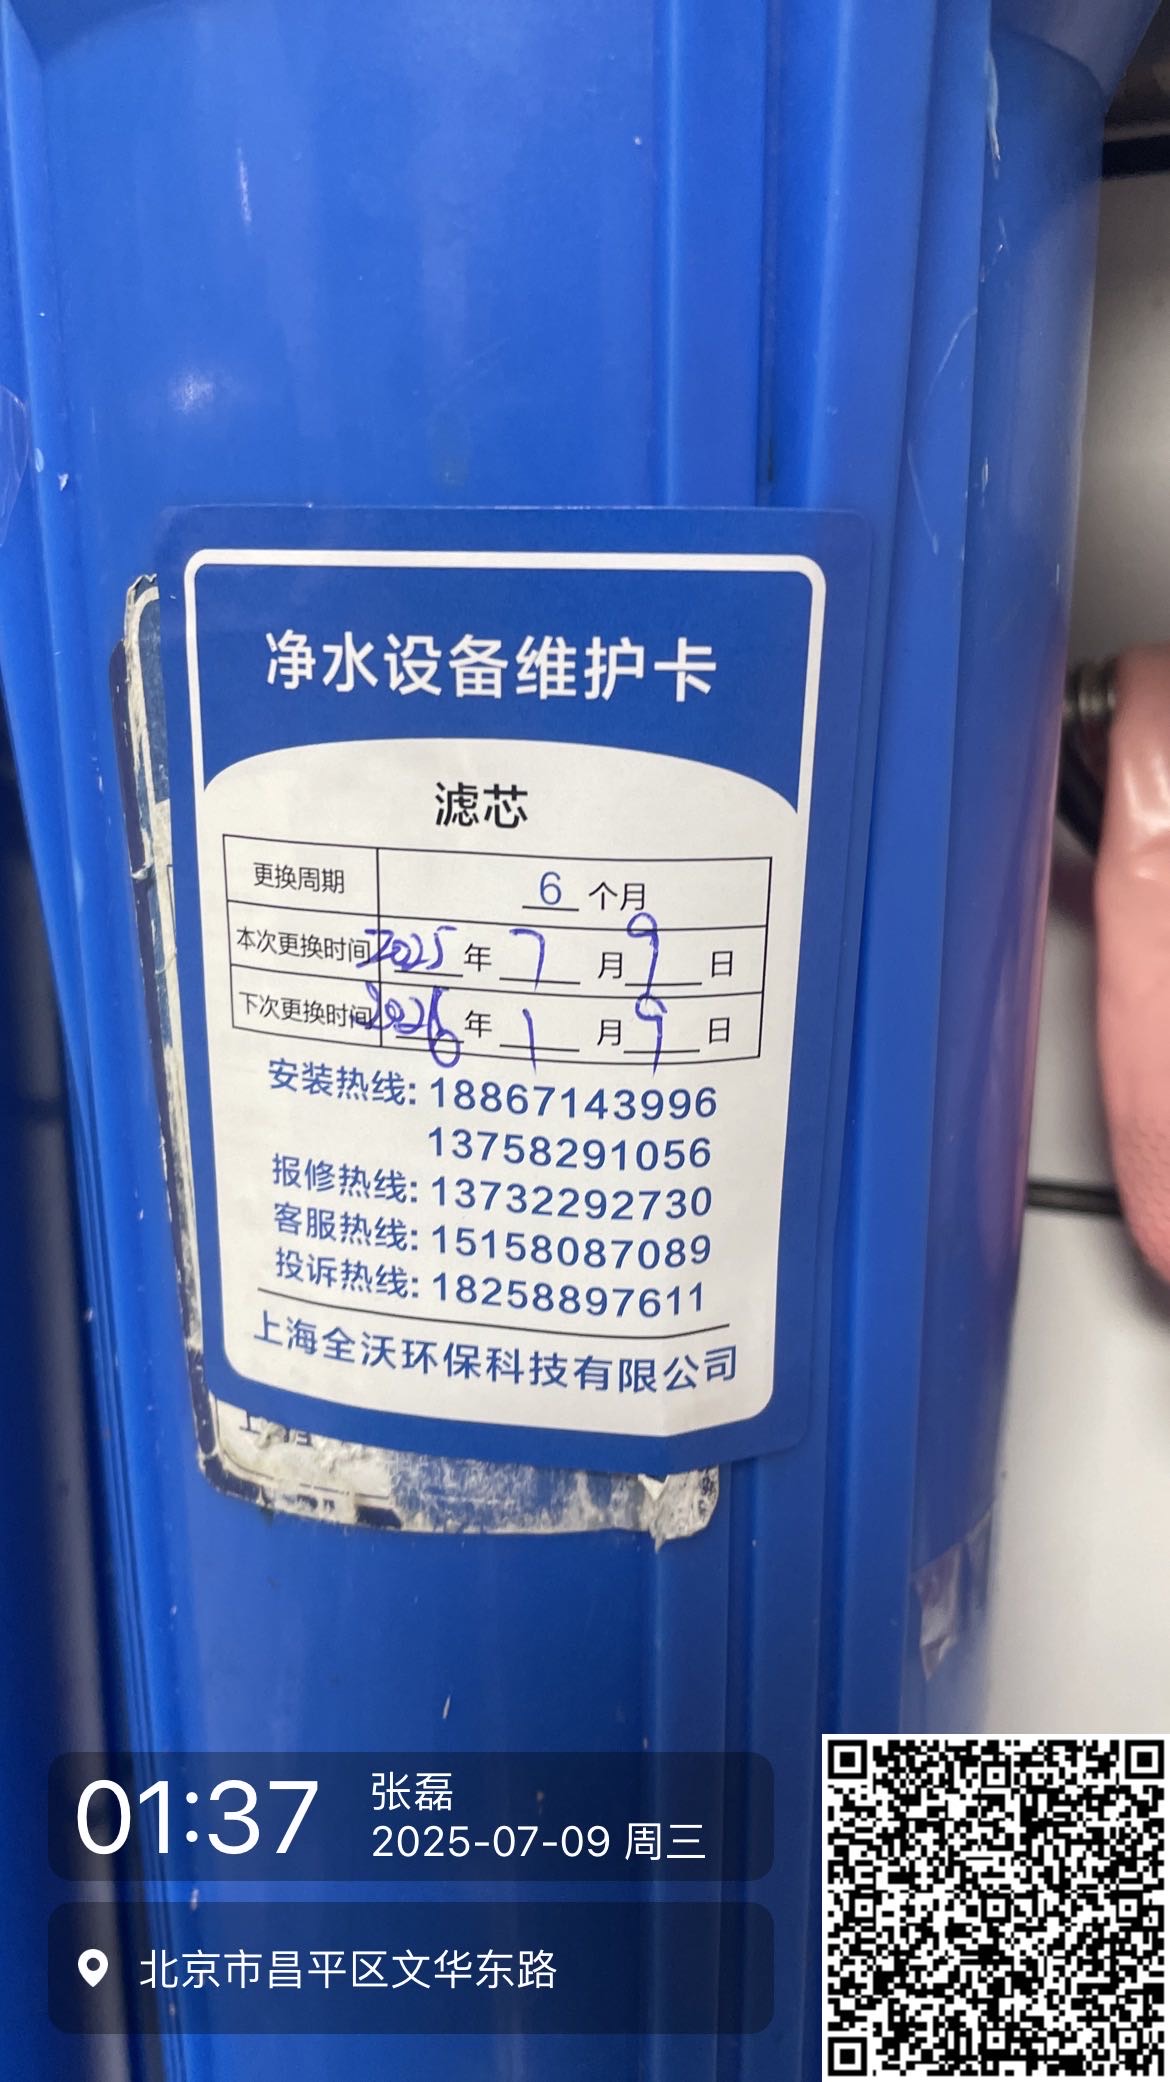 净水设备维护卡
滤芯
更换周期 6 个月
本次更换时间 2025 年 7 月 9 日
下次更换时间 2026 年 1 月 9 日
安装热线: 18867143996
13758291056
报修热线: 13732292730
客服热线: 15158087089
投诉热线: 18258897611
上海全沃环保科技有限公司
01:37
张磊
2025-07-09 周三
北京市昌平区文华东路